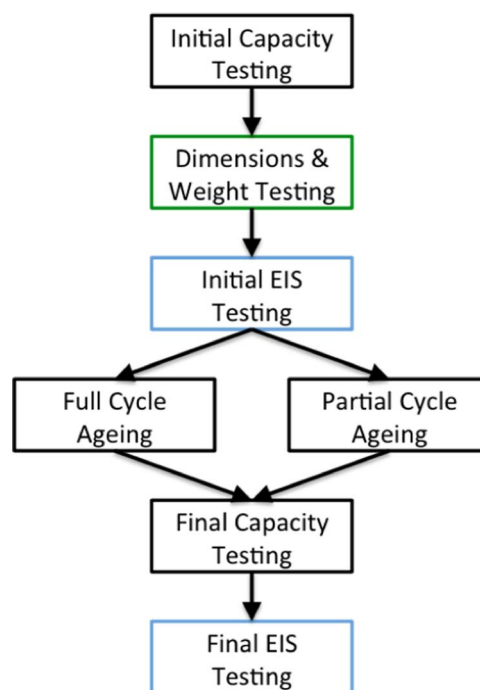 Initial Capacity
Testing
Dimensions &
Weight Testing
Initial EIS
Testing
Full Cycle
Ageing
Partial Cycle
Ageing
Final Capacity
Testing
Final EIS
Testing